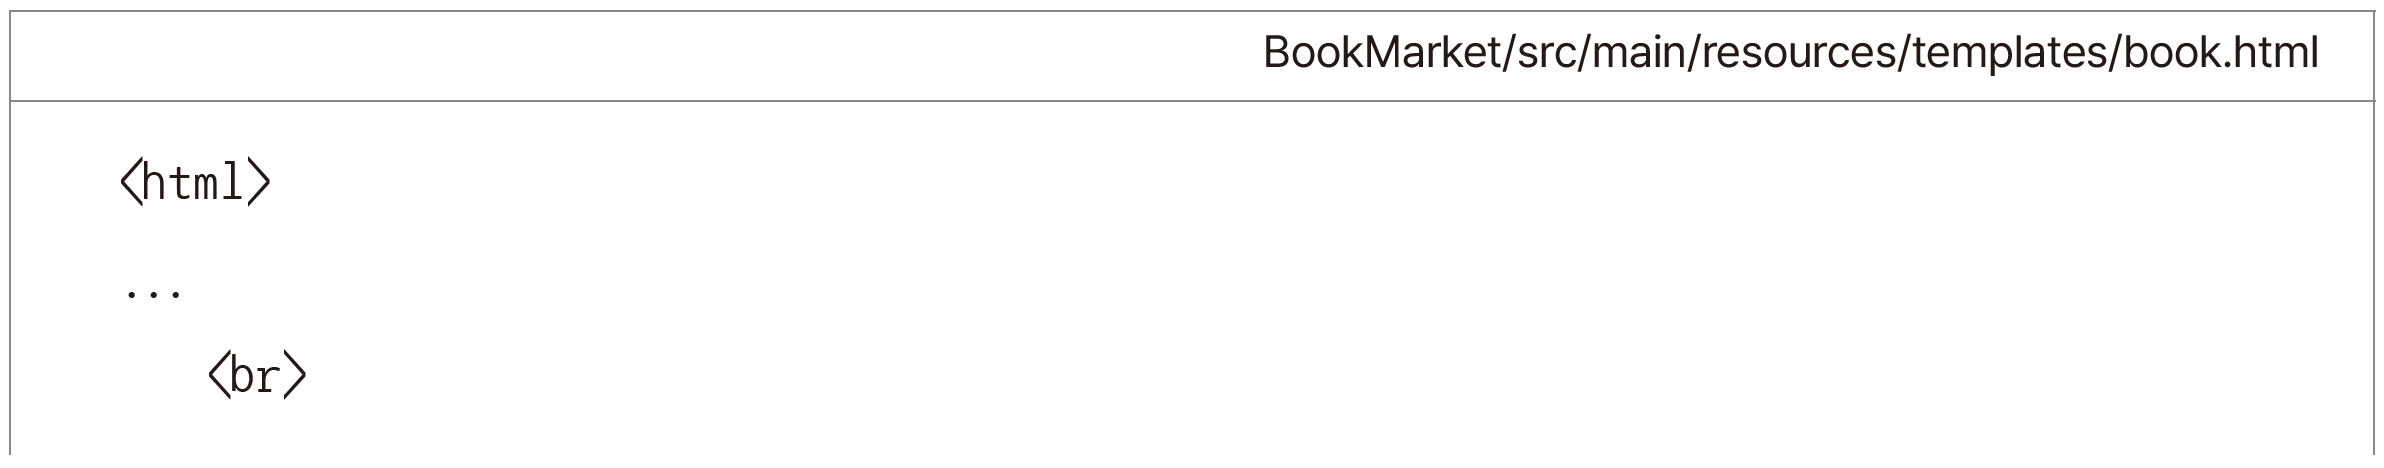 BookMarket/src/main/resources/templates/book.html
<html>
...
<br>